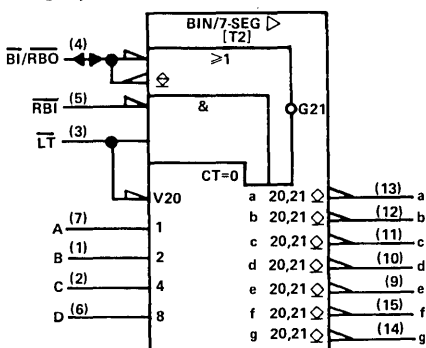 BIN/7-SEG ▷
[T2]
BI/RBO (4)
≥1
RBI (5)
&
G21
LT (3)
CT=0
V20
a 20,21 (13) a
b 20,21 (12) b
A (7) 1
c 20,21 (11) c
B (1) 2
d 20,21 (10) d
C (2) 4
e 20,21 (9) e
D (6) 8
f 20,21 (15) f
g 20,21 (14) g